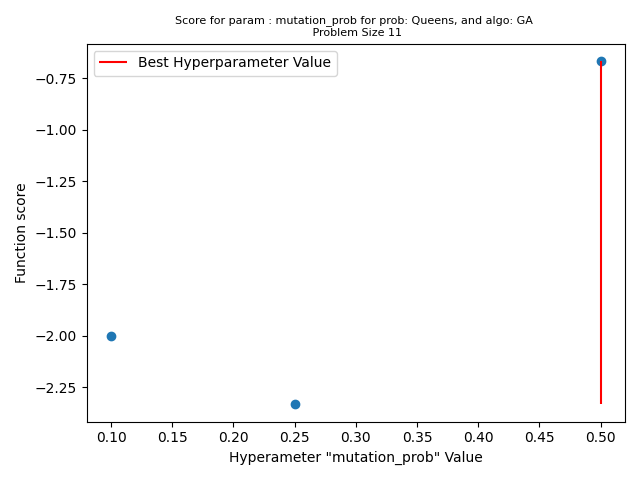 Score for param : mutation_prob for prob: Queens, and algo: GA
Problem Size 11
Best Hyperparameter Value
Function score
−0.75
−1.00
−1.25
−1.50
−1.75
−2.00
−2.25
0.10 0.15 0.20 0.25 0.30 0.35 0.40 0.45 0.50
Hyperameter "mutation_prob" Value